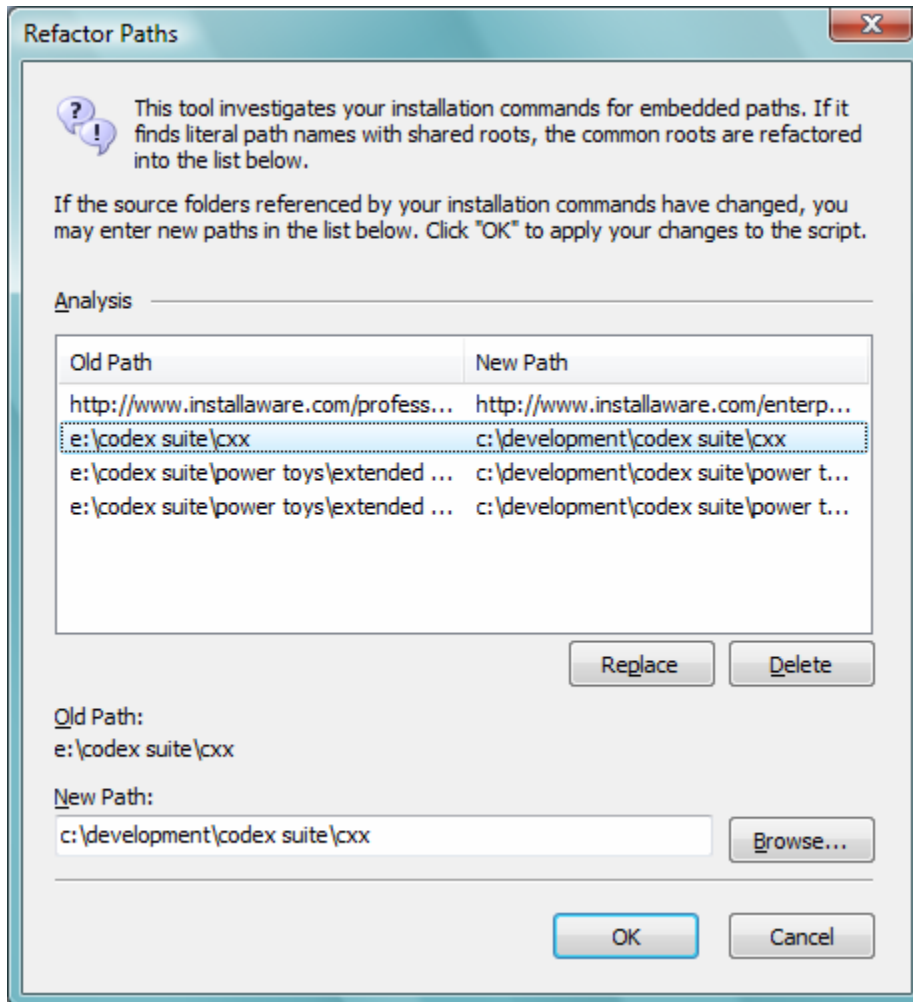 Refactor Paths
This tool investigates your installation commands for embedded paths. If it
finds literal path names with shared roots, the common roots are refactored
into the list below.
If the source folders referenced by your installation commands have changed, you
may enter new paths in the list below. Click "OK" to apply your changes to the script.
Analysis
Old Path New Path
http://www.installaware.com/profess... http://www.installaware.com/enterp...
e:\codex suite\cxx c:\development\codex suite\cxx
e:\codex suite\power toys\extended ... c:\development\codex suite\power t...
e:\codex suite\power toys\extended ... c:\development\codex suite\power t...
Replace Delete
Old Path:
e:\codex suite\cxx
New Path:
c:\development\codex suite\cxx
Browse...
OK Cancel